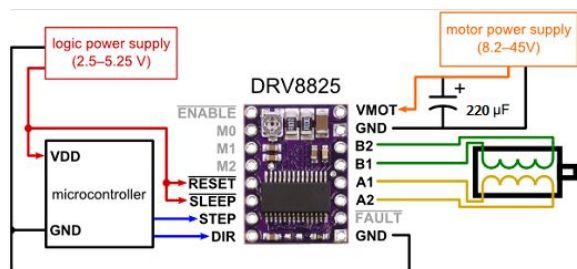 logic power supply
(2.5–5.25 V)
motor power supply
(8.2–45V)
DRV8825
VDD
microcontroller
GND
ENABLE
M0
M1
M2
RESET
SLEEP
STEP
DIR
VMOT
GND
B2
B1
A1
A2
FAULT
GND
+
220 µF